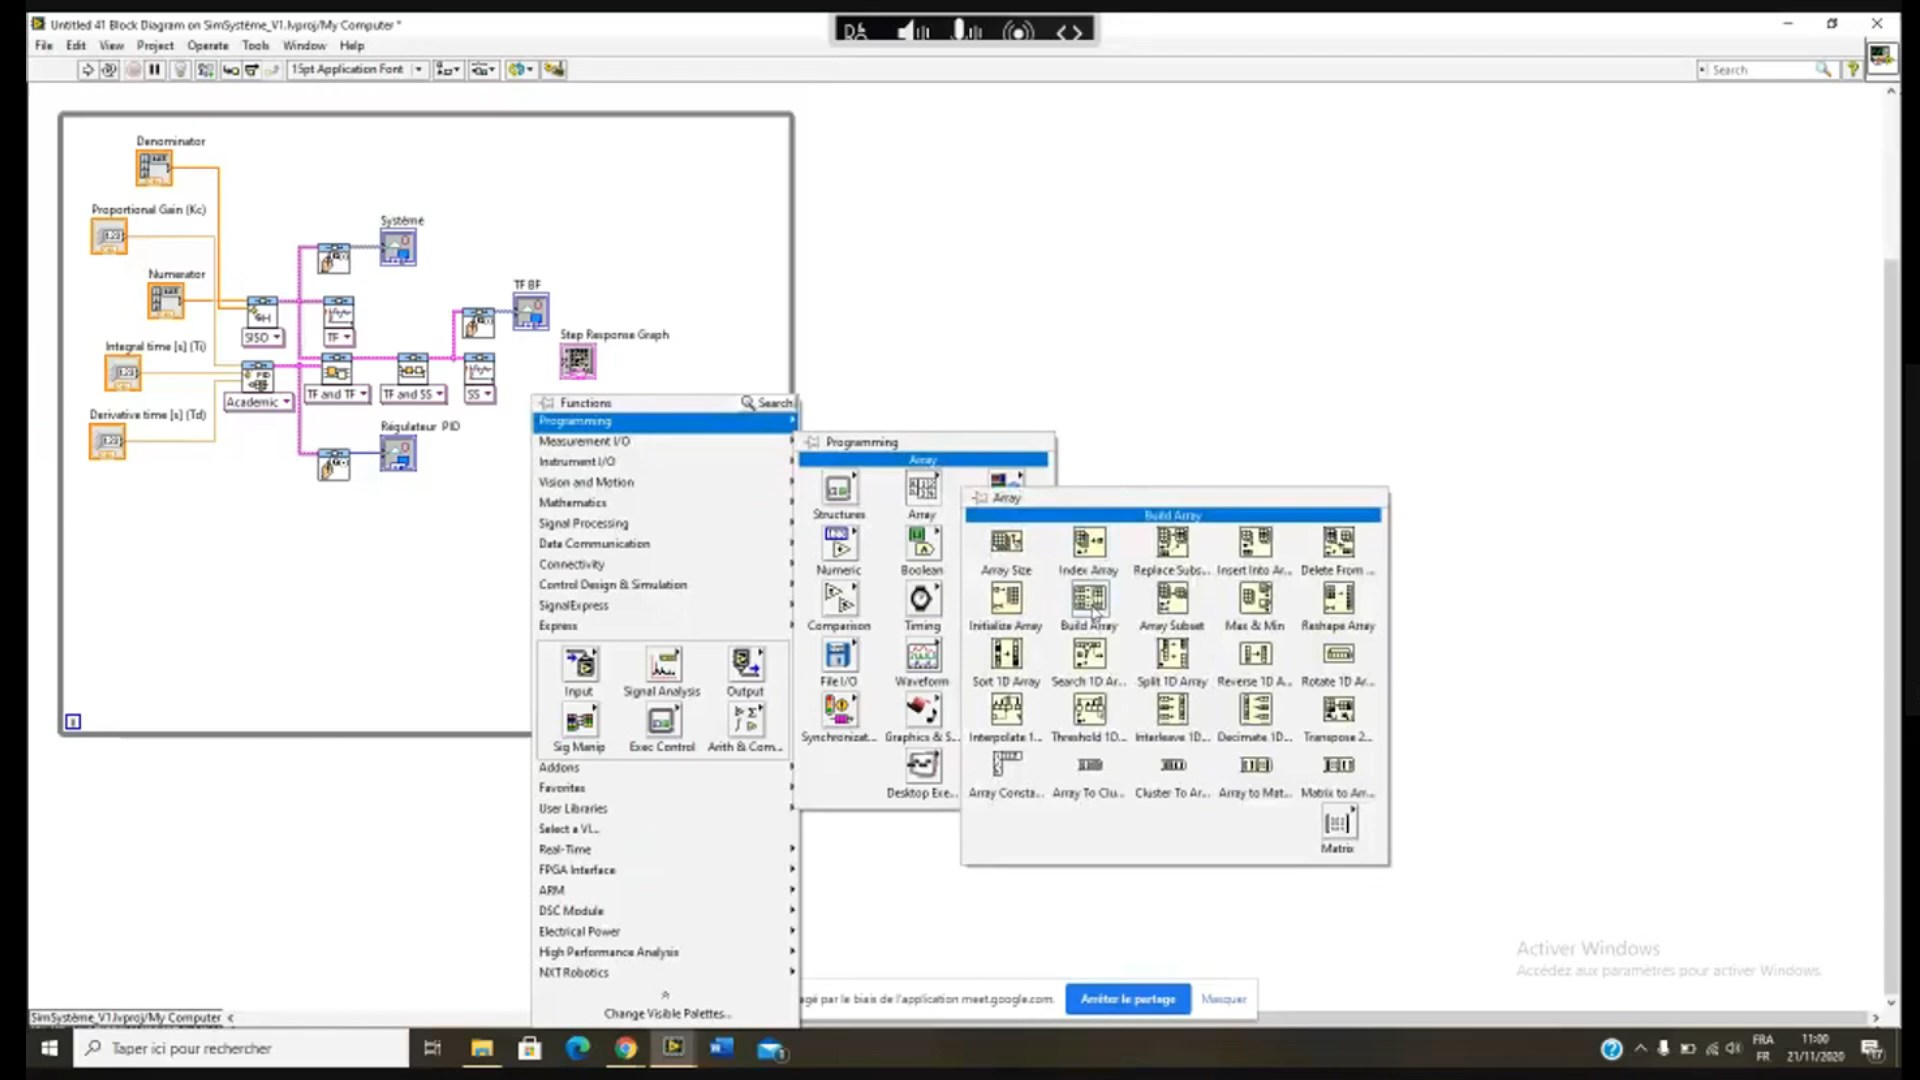 Untitled 41 Block Diagram on SimSystème_V1.lvproj/My Computer *
File Edit View Project Operate Tools Window Help
15pt Application Font
Search
Denominator
Proportional Gain (Kc)
Système
Numerator
TF BF
Step Response Graph
SISO
TF
Integral time [s] (Ti)
PID
Academic
TF and TF
TF and SS
SS
Derivative time [s] (Td)
Régulateur PID
Functions
Search
Programming
Measurement I/O
Instrument I/O
Vision and Motion
Mathematics
Signal Processing
Data Communication
Connectivity
Control Design & Simulation
SignalExpress
Express
Input Signal Analysis Output
Sig Manip Exec Control Arith & Com...
Addons
Favorites
User Libraries
Select a VI...
Real-Time
FPGA Interface
ARM
DSC Module
Electrical Power
High Performance Analysis
NXT Robotics
Change Visible Palettes...
Programming
Array
Structures Array
Numeric Boolean
Comparison Timing
File I/O Waveform
Synchronizat... Graphics & S...
Desktop Exe...
Array
Build Array
Array Size Index Array Replace Subs... Insert Into Ar... Delete From ...
Initialize Array Build Array Array Subset Max & Min Reshape Array
Sort 1D Array Search 1D Ar... Split 1D Array Reverse 1D A... Rotate 1D Ar...
Interpolate 1... Threshold 1D... Interleave 1D... Decimate 1D... Transpose 2...
Array Consta... Array To Clu... Cluster To Ar... Array to Mat... Matrix to Arr...
Matrix
Activer Windows
Accédez aux paramètres pour activer Windows.
agé par le biais de l'application meet.google.com.
Arrêter le partage
Masquer
SimSystème_V1.lvproj/My Computer
Taper ici pour rechercher
FRA
FR
11:00
21/11/2020